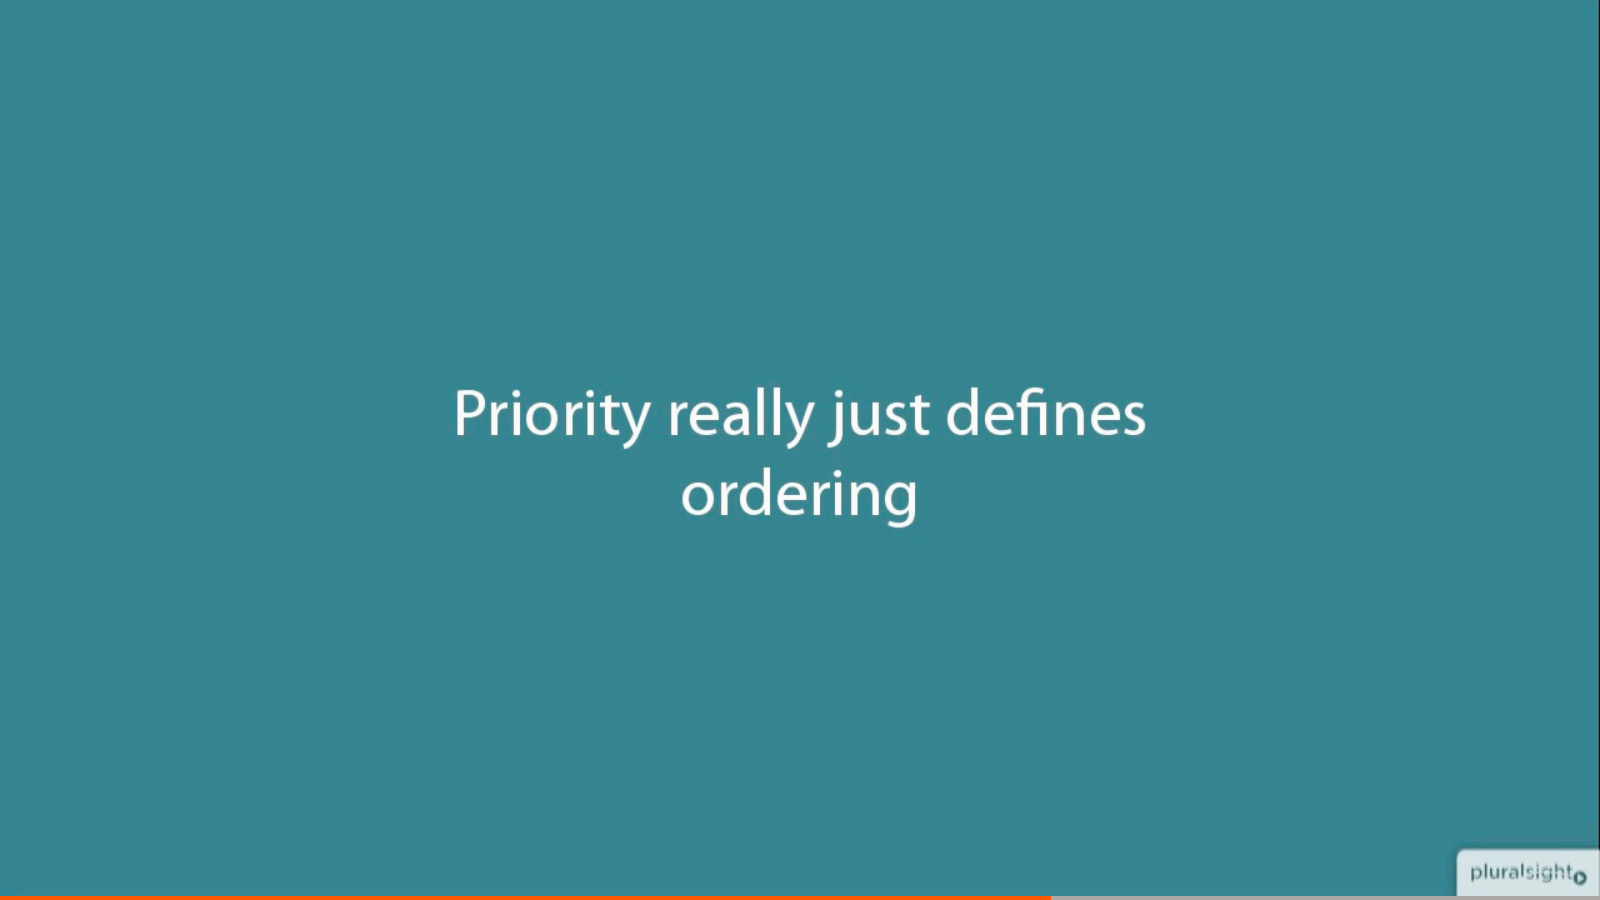 Priority really just defines
ordering
pluralsight